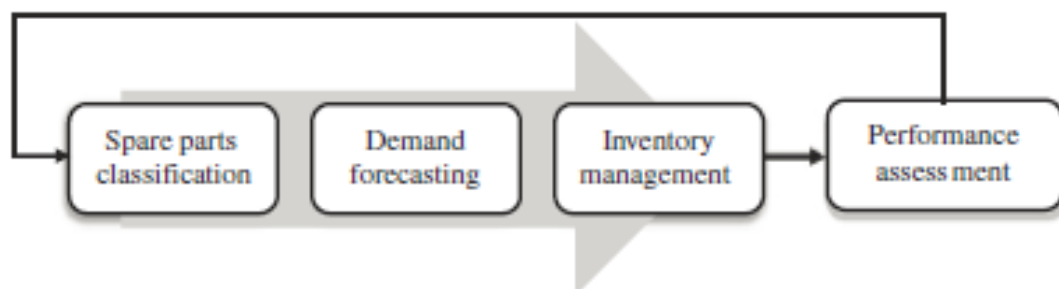 Spare parts
classification
Demand
forecasting
Inventory
management
Performance
assess ment